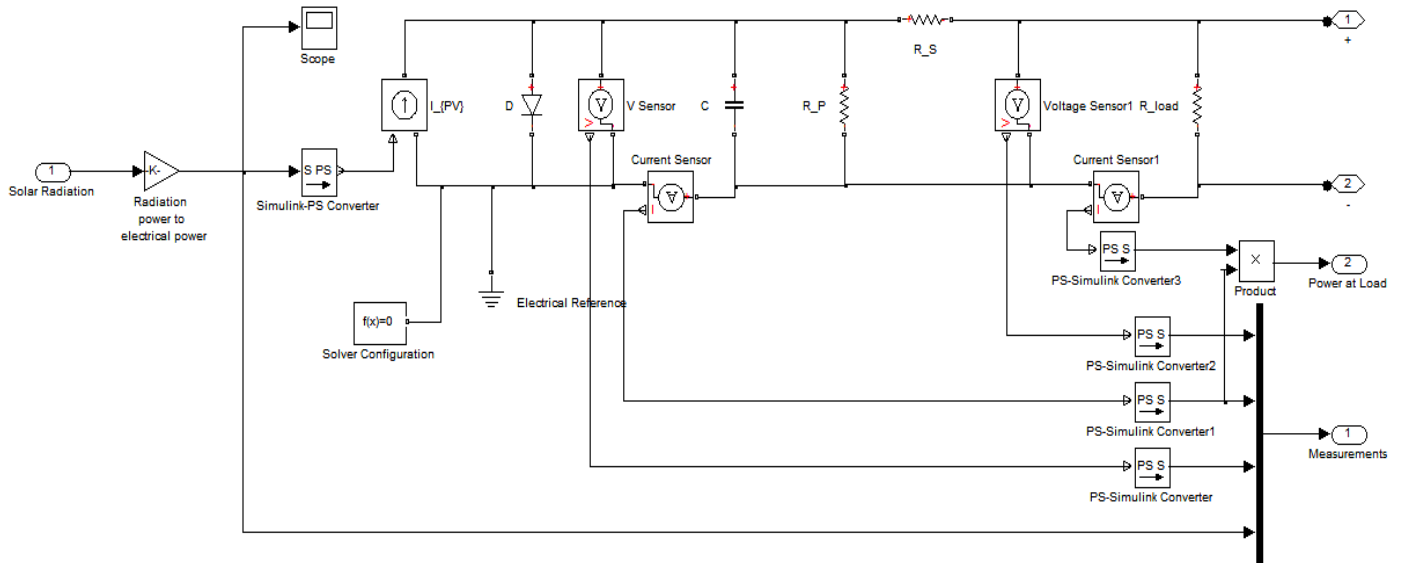 1
+
R_S
Scope
I_{PV}
D
V
V Sensor
C
R_P
V
Voltage Sensor1
R_load
1
Solar Radiation
-K-
Radiation
power to
electrical power
S PS
Simulink-PS Converter
Current Sensor
A
I
Current Sensor1
A
I
2
-
PS S
PS-Simulink Converter3
×
Product
2
Power at Load
Electrical Reference
f(x)=0
Solver Configuration
PS S
PS-Simulink Converter2
PS S
PS-Simulink Converter1
1
Measurements
PS S
PS-Simulink Converter